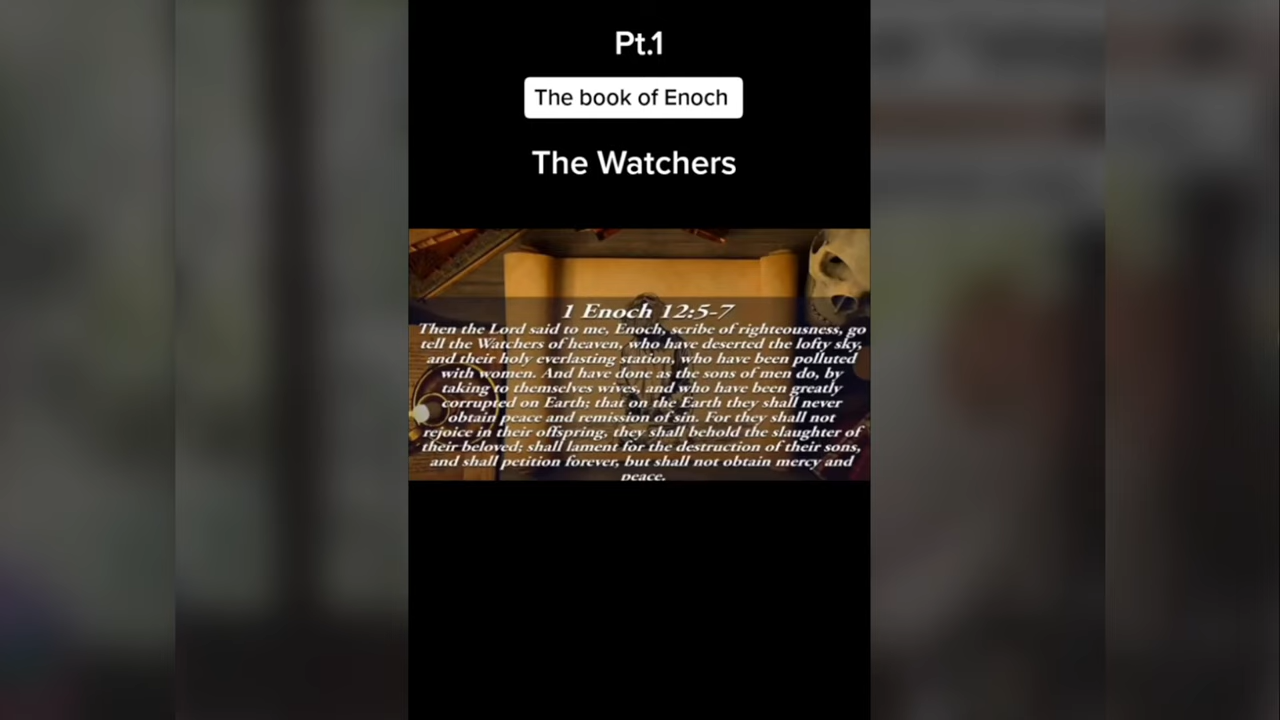 Pt.1
The book of Enoch
The Watchers
1 Enoch 12:5-7
Then the Lord said to me, Enoch, scribe of righteousness, go
tell the Watchers of heaven, who have deserted the lofty sky,
and their holy everlasting station, who have been polluted
with women. And have done as the sons of men do, by
taking to themselves wives, and who have been greatly
corrupted on Earth; that on the Earth they shall never
obtain peace and remission of sin. For they shall not
rejoice in their offspring, they shall behold the slaughter of
their beloved; shall lament for the destruction of their sons,
and shall petition forever, but shall not obtain mercy and
peace.